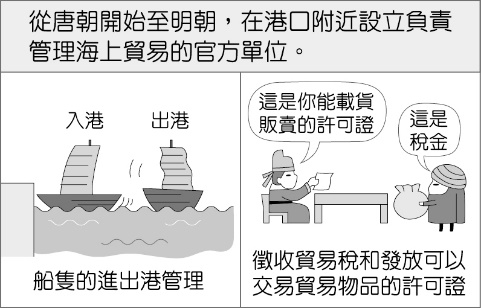 從唐朝開始至明朝，在港口附近設立負責
管理海上貿易的官方單位。
入港
出港
船隻的進出港管理
這是你能載貨
販賣的許可證
這是
稅金
徵收貿易稅和發放可以
交易貿易物品的許可證